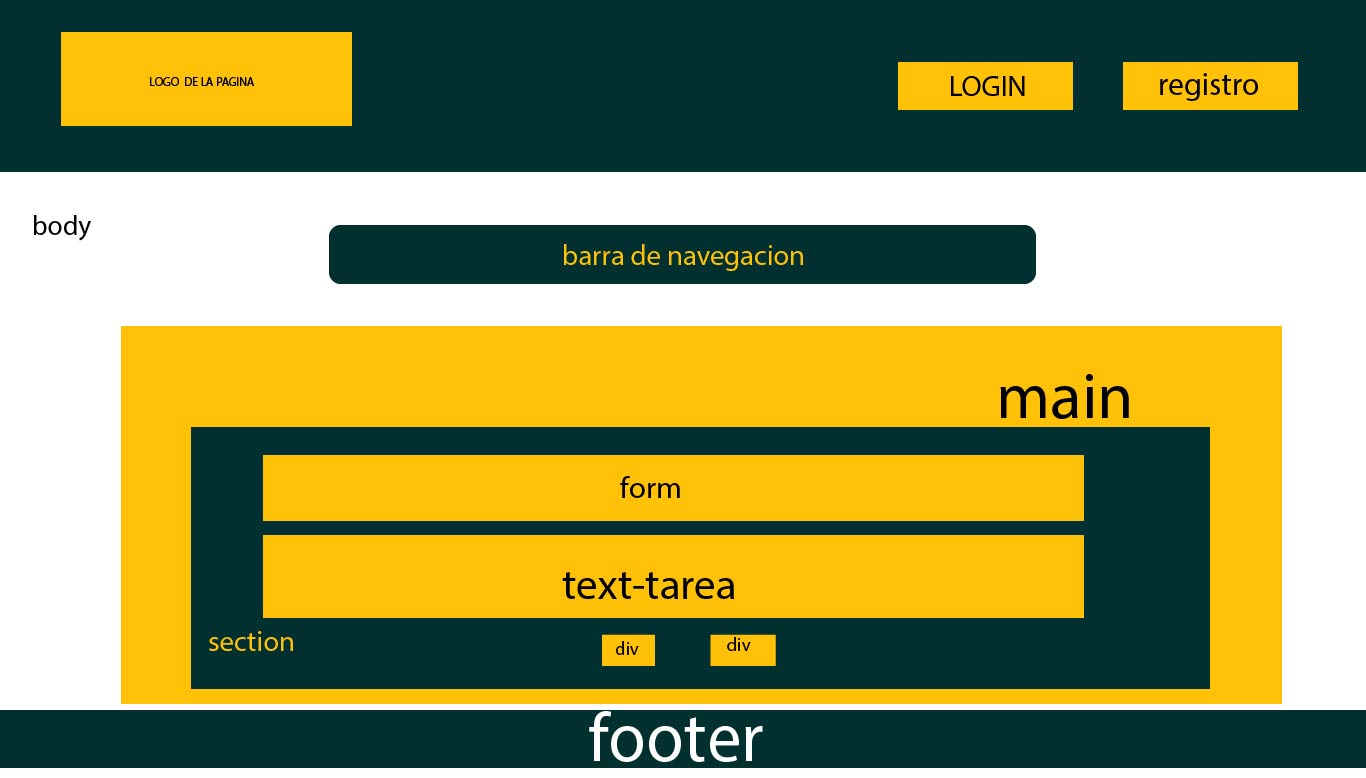 LOGO DE LA PAGINA
LOGIN
registro
body
barra de navegacion
main
form
text-tarea
section
div
div
footer